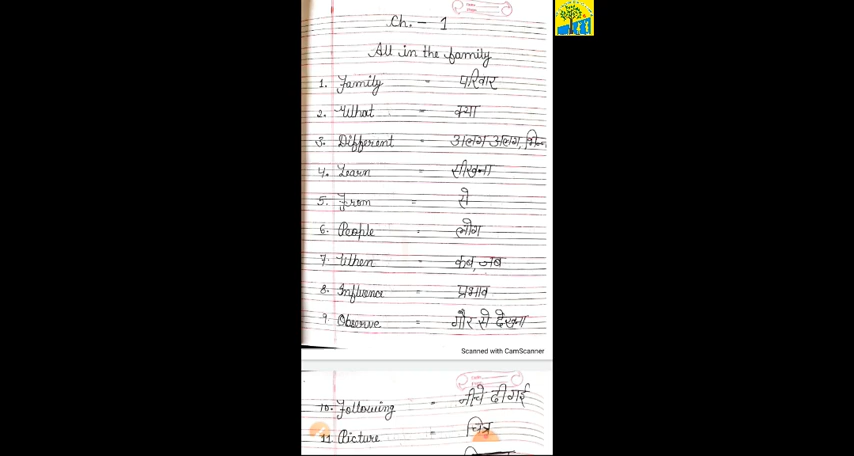 Ch. - 1
All in the family
1. Family = परिवार
2. What = क्या
3. Different = अलग अलग, भिन्न
4. Learn = सीखना
5. From = से
6. People = लोग
7. When = कब, जब
8. Influence = प्रभाव
9. Observe = गौर से देखना
Scanned with CamScanner
10. Following = नीचे दी गई
11. Picture = चित्र